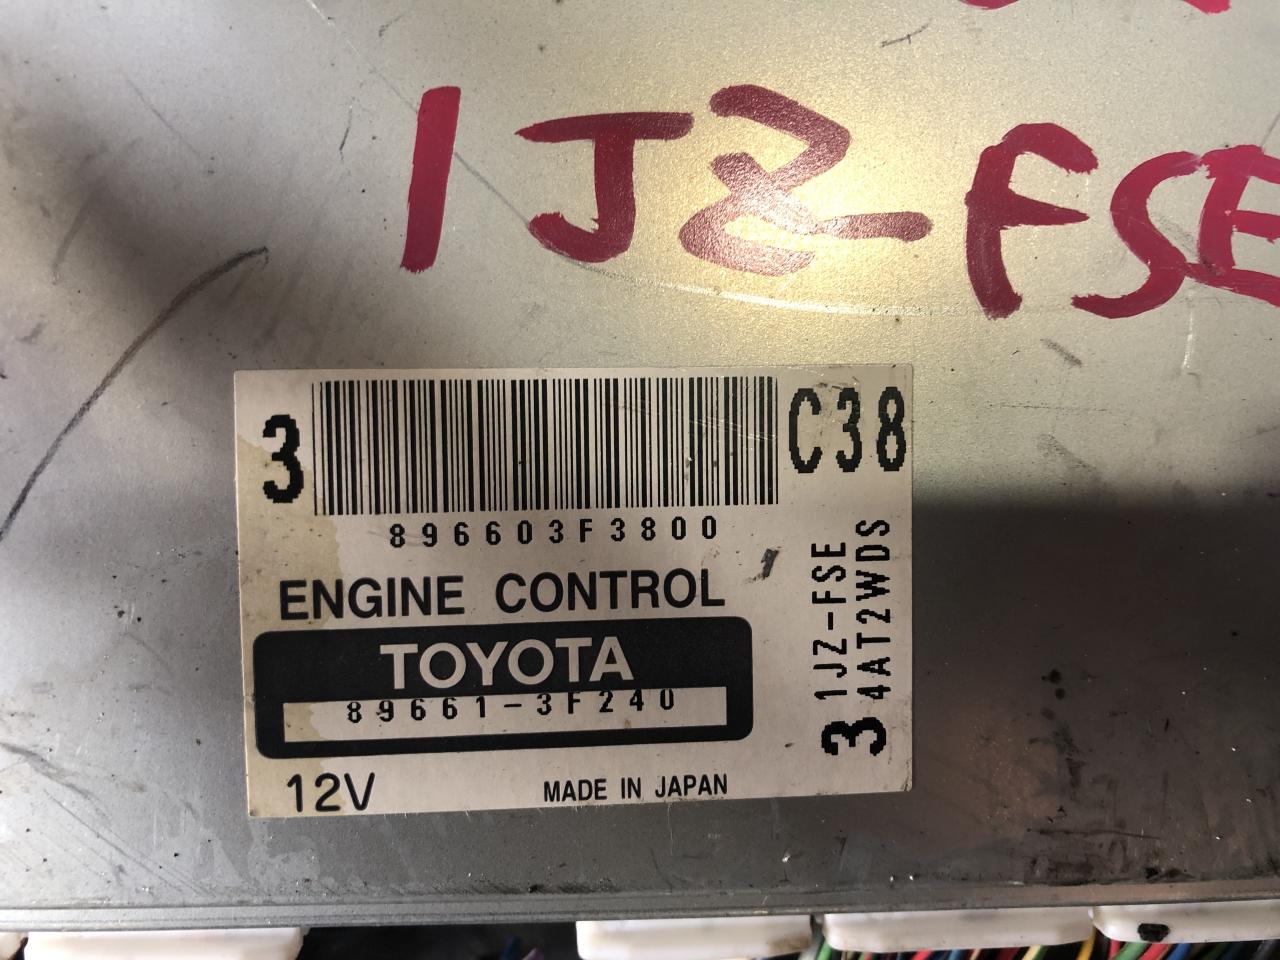 1JZ-FSE
3
C38
896603F3800
ENGINE CONTROL
TOYOTA
89661-3F240
12V
MADE IN JAPAN
1JZ-FSE
4AT2WDS
3